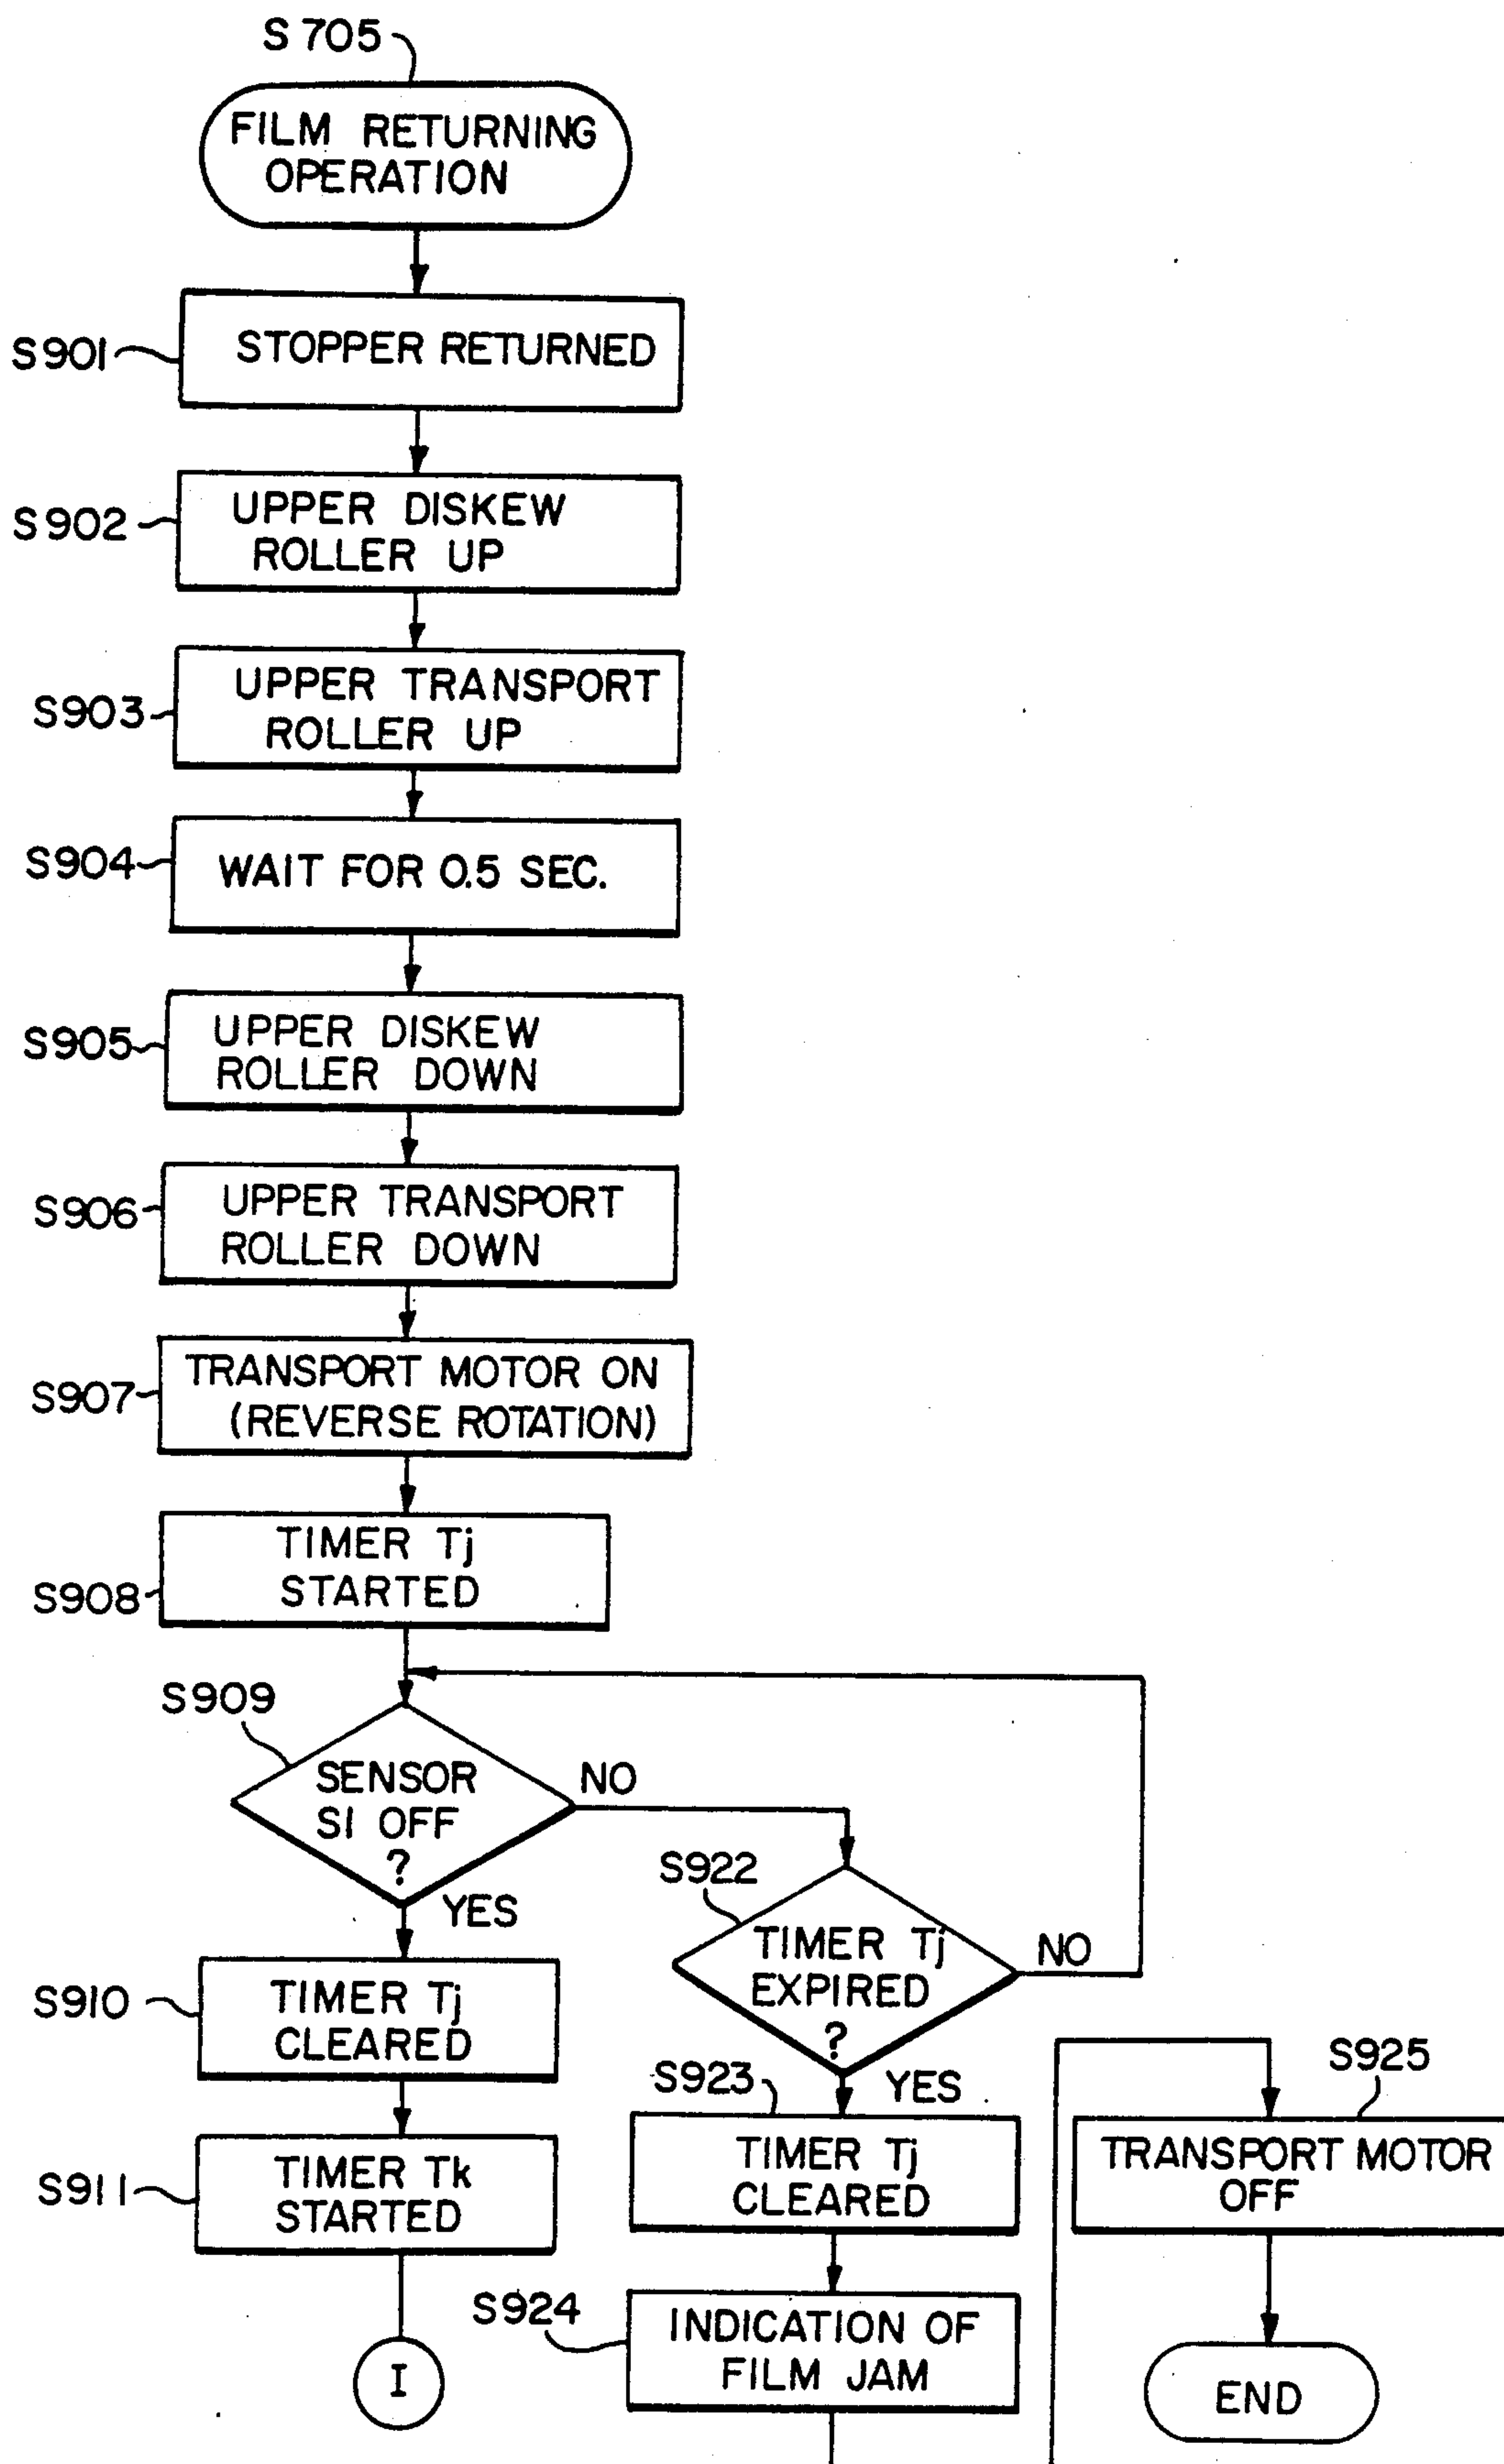 S705
FILM RETURNING
OPERATION
S901
STOPPER RETURNED
S902
UPPER DISKEW
ROLLER UP
S903
UPPER TRANSPORT
ROLLER UP
S904
WAIT FOR 0.5 SEC.
S905
UPPER DISKEW
ROLLER DOWN
S906
UPPER TRANSPORT
ROLLER DOWN
S907
TRANSPORT MOTOR ON
(REVERSE ROTATION)
S908
TIMER Tj
STARTED
S909
SENSOR
S1 OFF
?
NO
YES
S922
TIMER Tj
EXPIRED
?
NO
YES
S910
TIMER Tj
CLEARED
S923
TIMER Tj
CLEARED
S925
TRANSPORT MOTOR
OFF
S911
TIMER Tk
STARTED
S924
INDICATION OF
FILM JAM
I
END